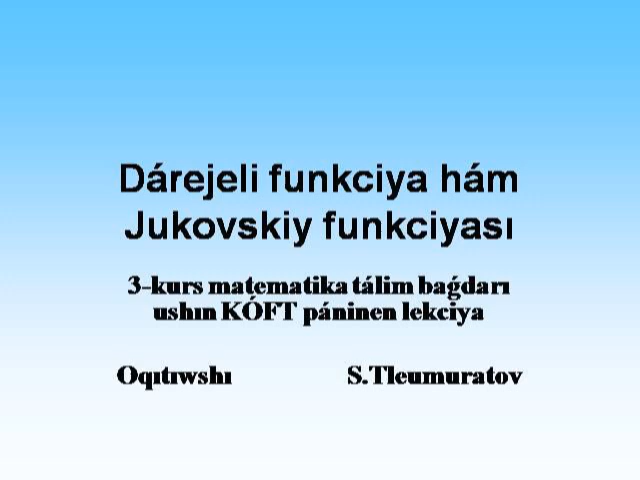 Dárejeli funkciya hám
Jukovskiy funkciyası
3-kurs matematika tálim baǵdarı
ushın KÓFT páninen lekciya
Oqıtıwshı S.Tleumuratov